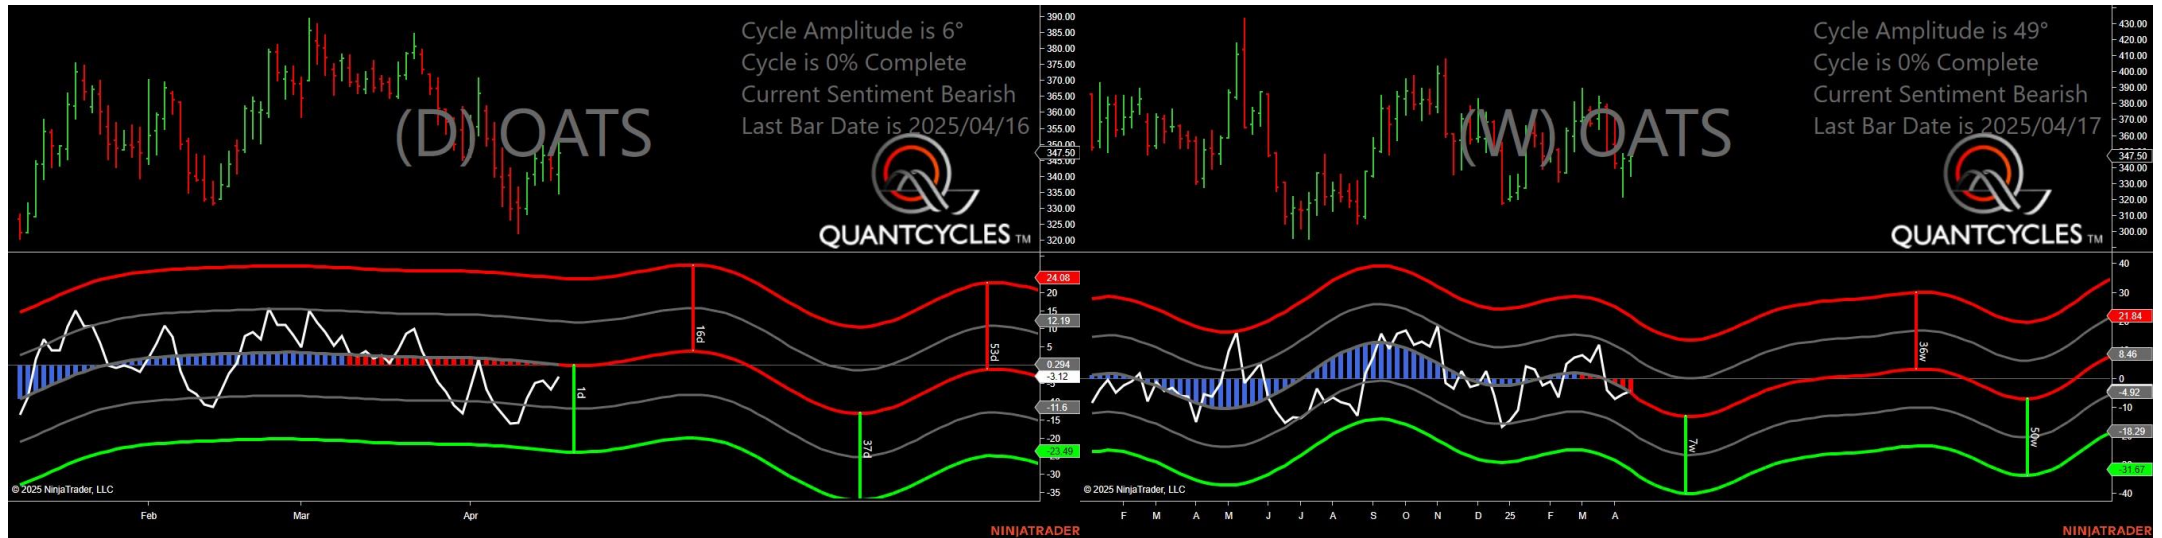 Cycle Amplitude is 6°
Cycle is 0% Complete
Current Sentiment Bearish
Last Bar Date is 2025/04/16
(D) OATS
QUANTCYCLES TM
390.00
385.00
380.00
375.00
370.00
365.00
360.00
355.00
350.00
347.50
345.00
340.00
335.00
330.00
325.00
320.00
24.08
20
15
12.19
10
5
0.294
-3.12
-11.6
-15
-20
-23.49
-30
-35
16d
53d
1d
37d
© 2025 NinjaTrader, LLC
Feb Mar Apr
NINJATRADER
Cycle Amplitude is 49°
Cycle is 0% Complete
Current Sentiment Bearish
Last Bar Date is 2025/04/17
(W) OATS
QUANTCYCLES TM
430.00
420.00
410.00
400.00
390.00
380.00
370.00
360.00
347.50
340.00
330.00
320.00
310.00
300.00
40
30
21.84
8.46
0
-4.92
-10
-18.29
-31.67
-40
36w
7w
50w
© 2025 NinjaTrader, LLC
F M A M J J A S O N D 25 F M A
NINJATRADER